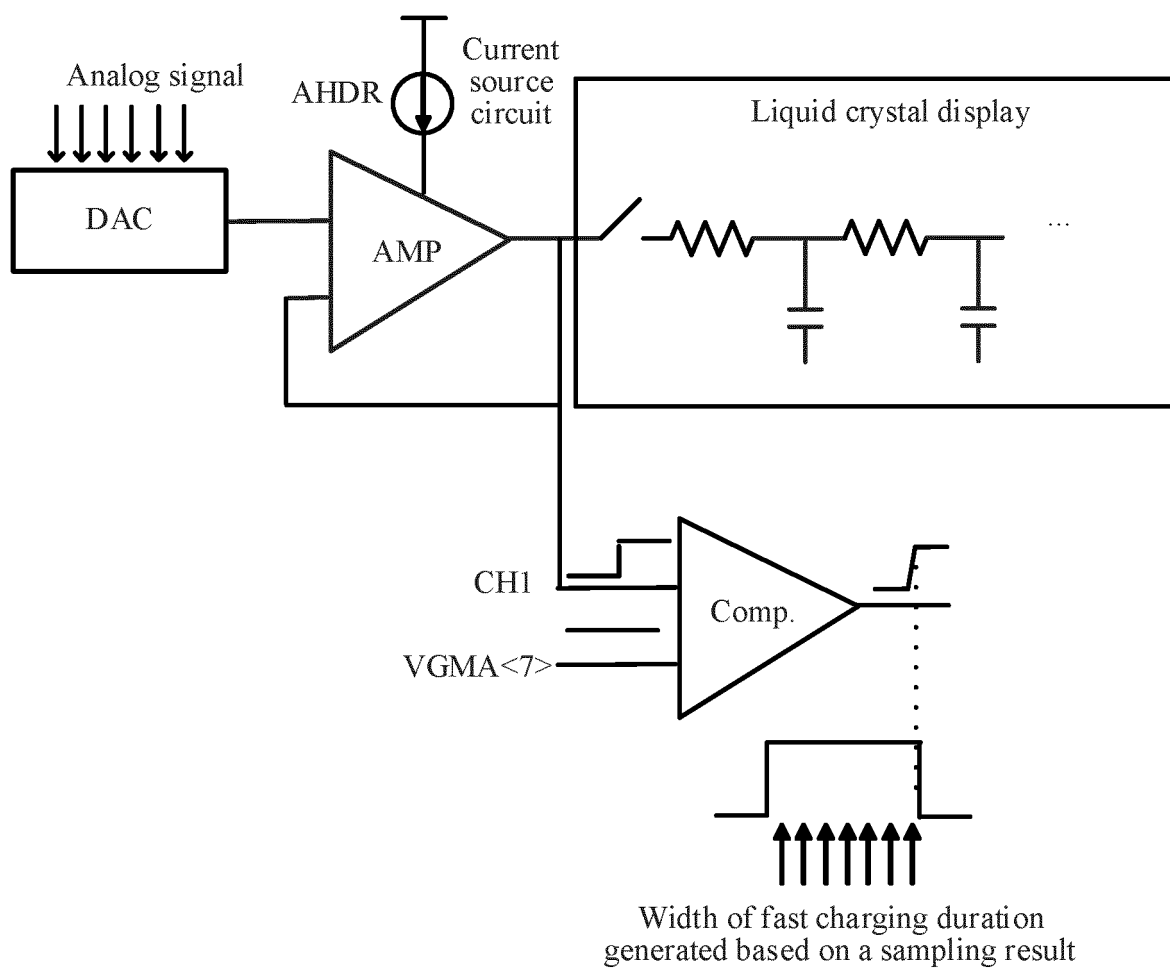 Analog signal
AHDR
Current
source
circuit
Liquid crystal display
DAC
AMP
...
CH1
Comp.
VGMA<7>
Width of fast charging duration
generated based on a sampling result